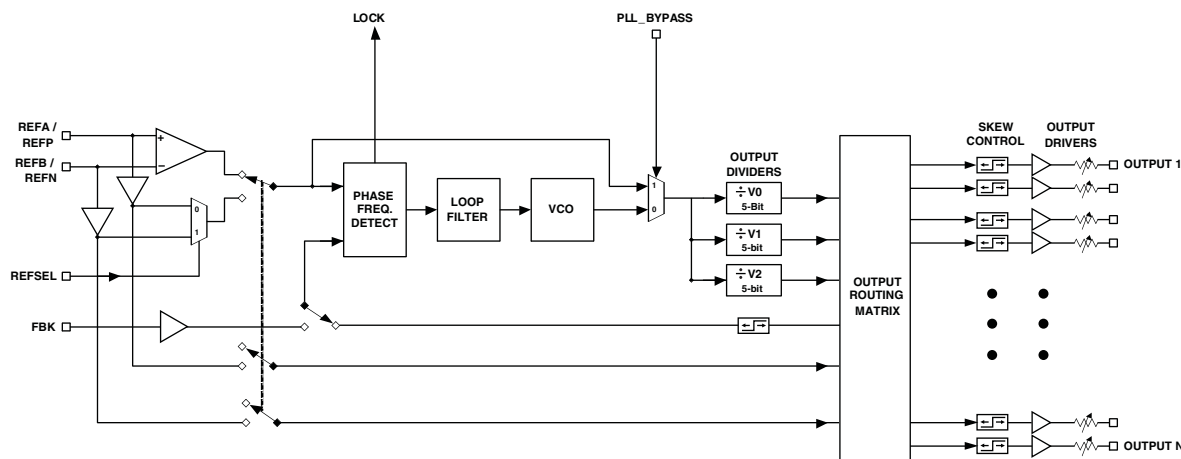 LOCK
PLL_BYPASS
REFA /
REFP
REFB /
REFN
+
−
0
1
REFSEL
FBK
PHASE
FREQ.
DETECT
LOOP
FILTER
VCO
1
0
OUTPUT
DIVIDERS
÷ V0
5-Bit
÷ V1
5-bit
÷ V2
5-bit
OUTPUT
ROUTING
MATRIX
SKEW
CONTROL
OUTPUT
DRIVERS
OUTPUT 1
OUTPUT N